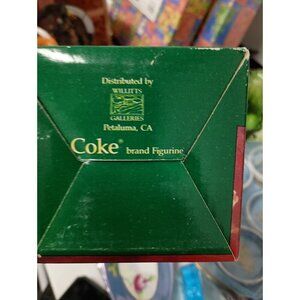 Distributed by
WILLITTS
GALLERIES
Petaluma, CA
Coke® brand Figurine